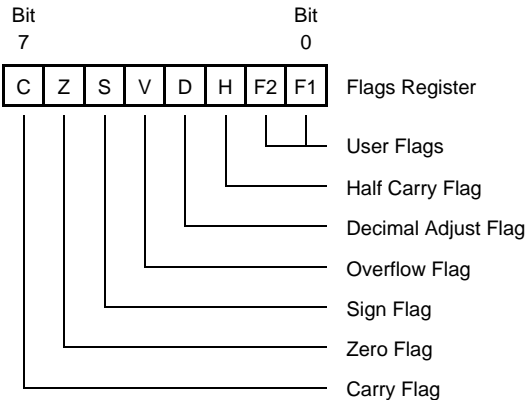 Bit Bit
7 0
C Z S V D H F2 F1 Flags Register
User Flags
Half Carry Flag
Decimal Adjust Flag
Overflow Flag
Sign Flag
Zero Flag
Carry Flag